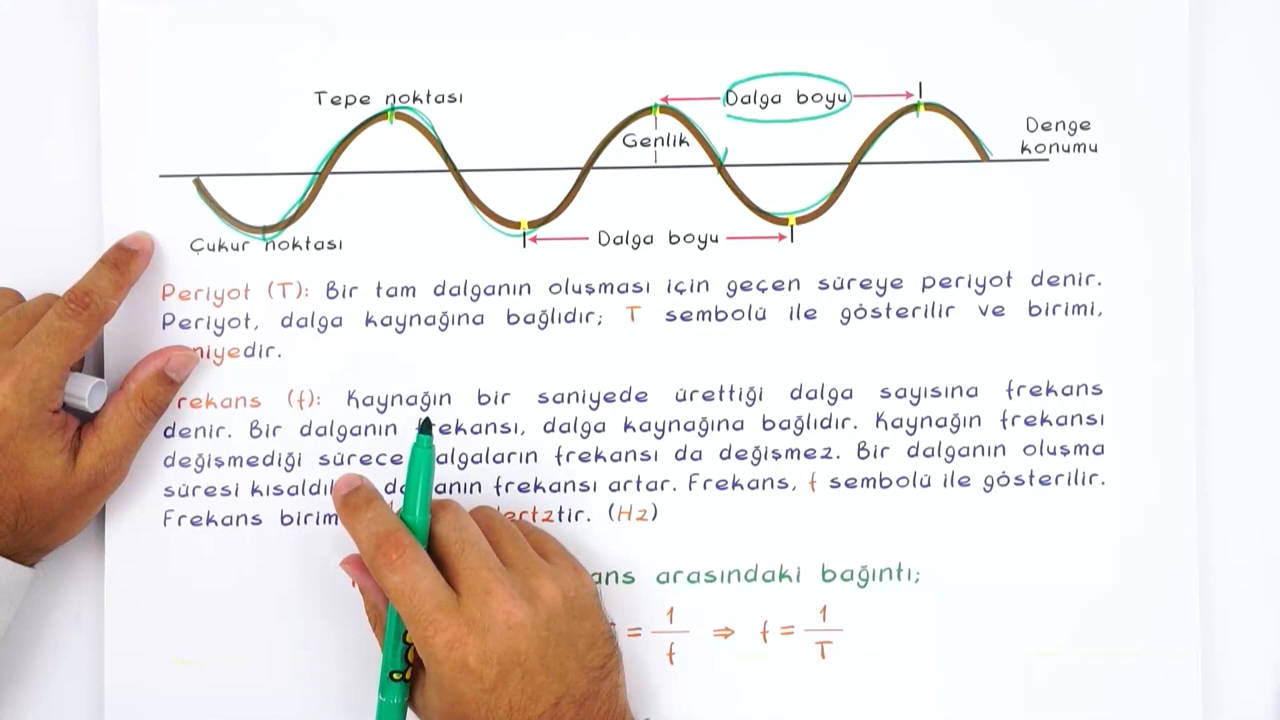 Tepe noktası
Dalga boyu
Genlik
Denge
konumu
Çukur noktası
Dalga boyu
Periyot (T): Bir tam dalganın oluşması için geçen süreye periyot denir.
Periyot, dalga kaynağına bağlıdır; T sembolü ile gösterilir ve birimi,
niyedir.
rekans (f): Kaynağın bir saniyede ürettiği dalga sayısına frekans
denir. Bir dalganın rekansı, dalga kaynağına bağlıdır. Kaynağın frekansı
değişmediği sürece algaların frekansı da değişmez. Bir dalganın oluşma
süresi kısaldı anın frekansı artar. Frekans, f sembolü ile gösterilir.
Frekans birim ertztir. (Hz)
ans arasındaki bağıntı;
= 1/f ⇒ f = 1/T